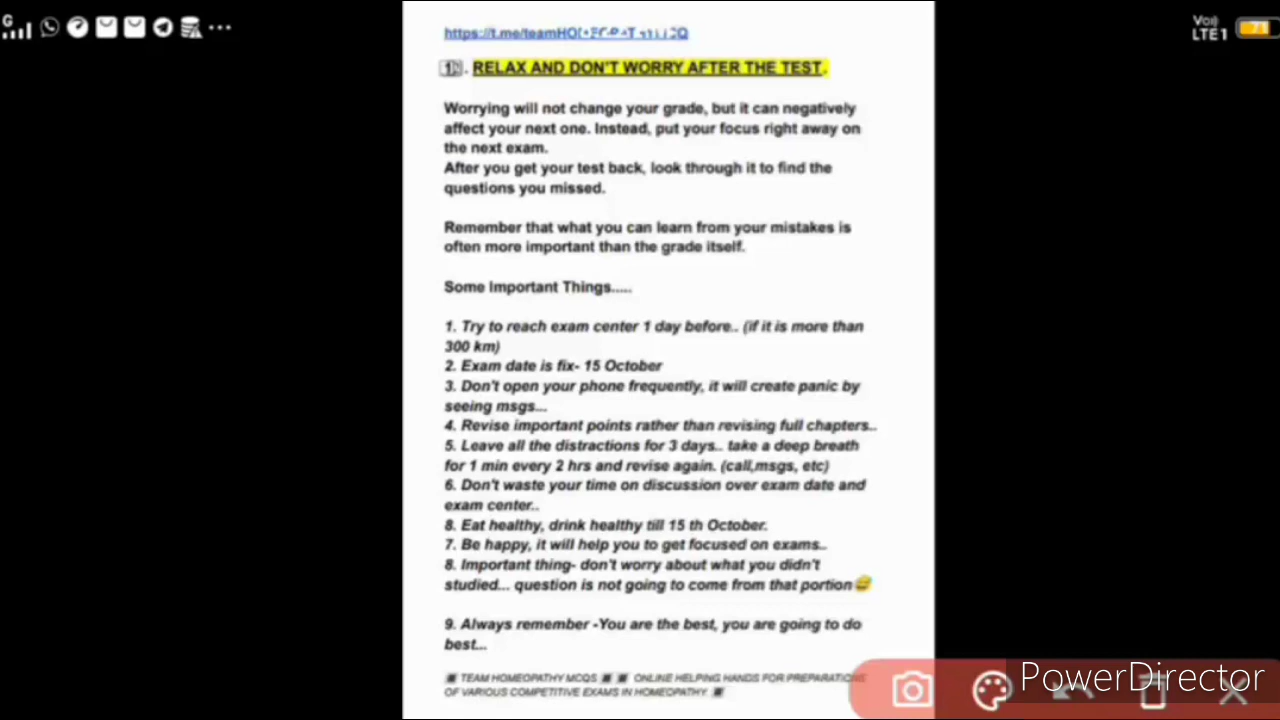 G
Vo))
LTE1
https://t.me/teamHO
RELAX AND DON'T WORRY AFTER THE TEST.
Worrying will not change your grade, but it can negatively
affect your next one. Instead, put your focus right away on
the next exam.
After you get your test back, look through it to find the
questions you missed.
Remember that what you can learn from your mistakes is
often more important than the grade itself.
Some Important Things.....
1. Try to reach exam center 1 day before.. (if it is more than
300 km)
2. Exam date is fix- 15 October
3. Don't open your phone frequently, it will create panic by
seeing msgs...
4. Revise important points rather than revising full chapters..
5. Leave all the distractions for 3 days.. take a deep breath
for 1 min every 2 hrs and revise again. (call,msgs, etc)
6. Don't waste your time on discussion over exam date and
exam center..
8. Eat healthy, drink healthy till 15 th October.
7. Be happy, it will help you to get focused on exams..
8. Important thing- don't worry about what you didn't
studied... question is not going to come from that portion😅
9. Always remember -You are the best, you are going to do
best...
TEAM HOMEOPATHY MCQS ONLINE HELPING HANDS FOR PREPARATION
OF VARIOUS COMPETITIVE EXAMS IN HOMEOPATHY
PowerDirector